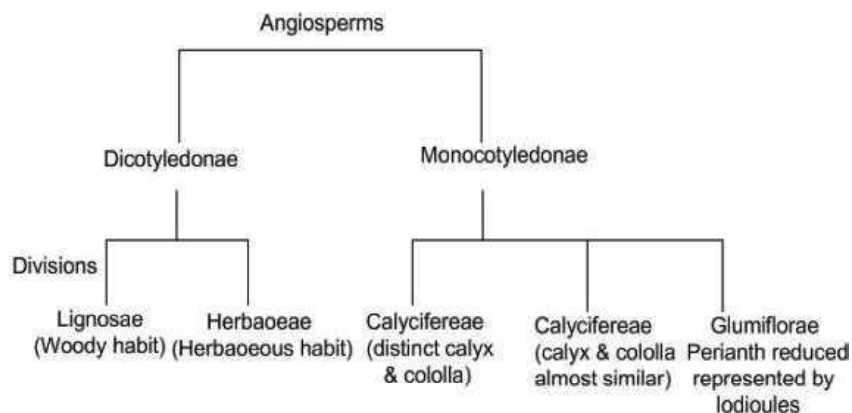 Angiosperms
Dicotyledonae
Monocotyledonae
Divisions
Lignosae
(Woody habit)
Herbaoeae
(Herbaoeous habit)
Calycifereae
(distinct calyx
& cololla)
Calycifereae
(calyx & cololla
almost similar)
Glumiflorae
Perianth reduced
represented by
lodioules